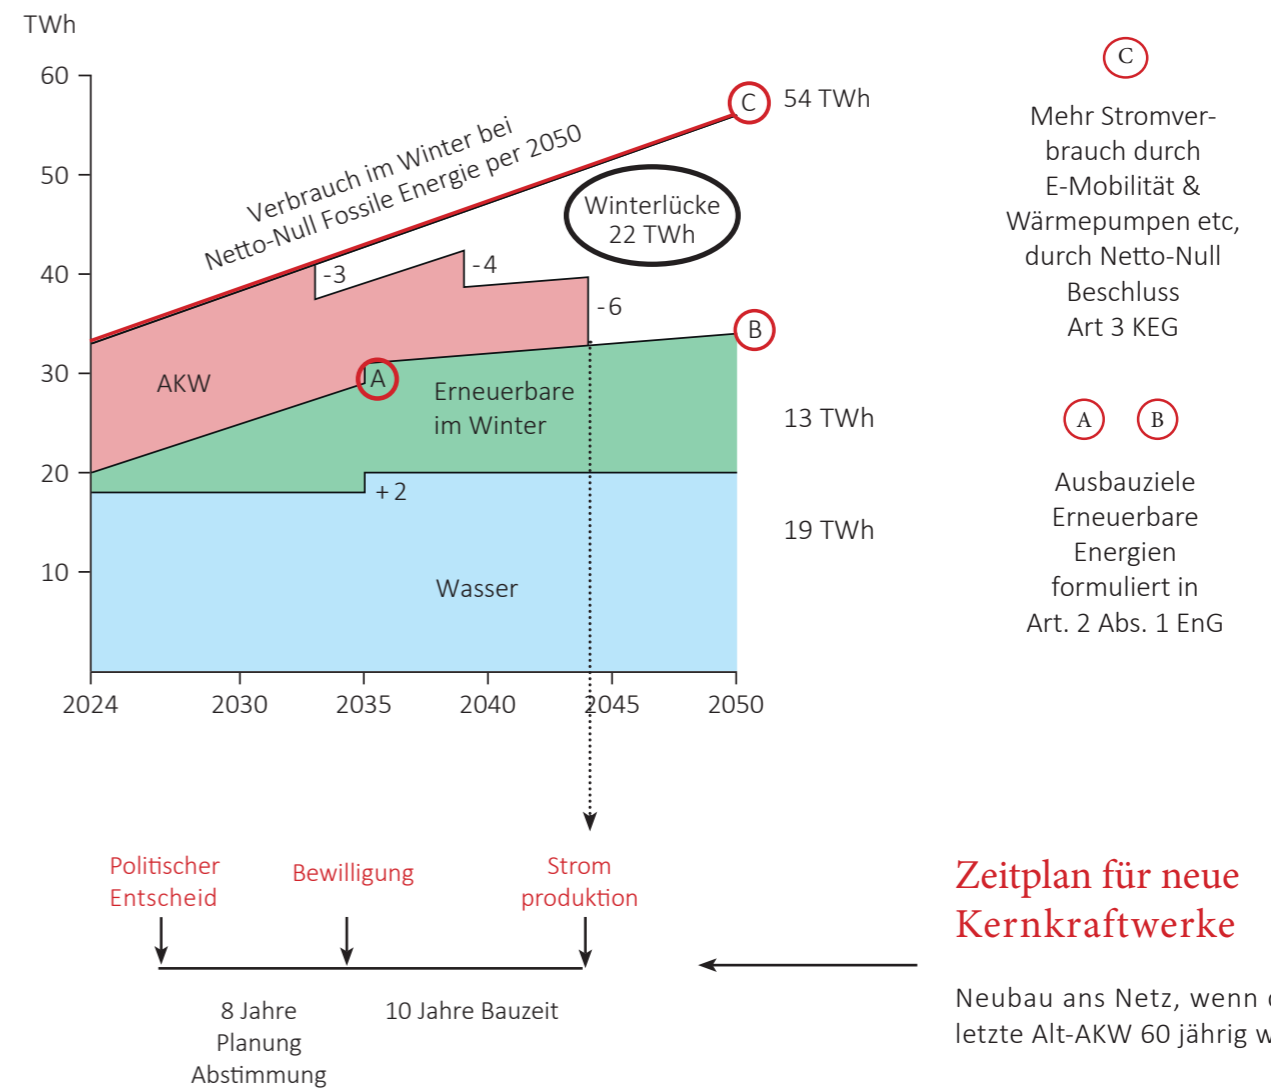 TWh
60
50
40
30
20
10
2024
2030
2035
2040
2045
2050
Verbrauch im Winter bei
Netto-Null Fossile Energie per 2050
C
54 TWh
Winterlücke
22 TWh
-3
-4
-6
B
AKW
A
Erneuerbare
im Winter
13 TWh
+2
19 TWh
Wasser
C
Mehr Stromver-
brauch durch
E-Mobilität &
Wärmepumpen etc,
durch Netto-Null
Beschluss
Art 3 KEG
A B
Ausbauziele
Erneuerbare
Energien
formuliert in
Art. 2 Abs. 1 EnG
Politischer
Entscheid
Bewilligung
Strom
produktion
8 Jahre
Planung
Abstimmung
10 Jahre Bauzeit
Zeitplan für neue
Kernkraftwerke
Neubau ans Netz, wenn
letzte Alt-AKW 60 jährig